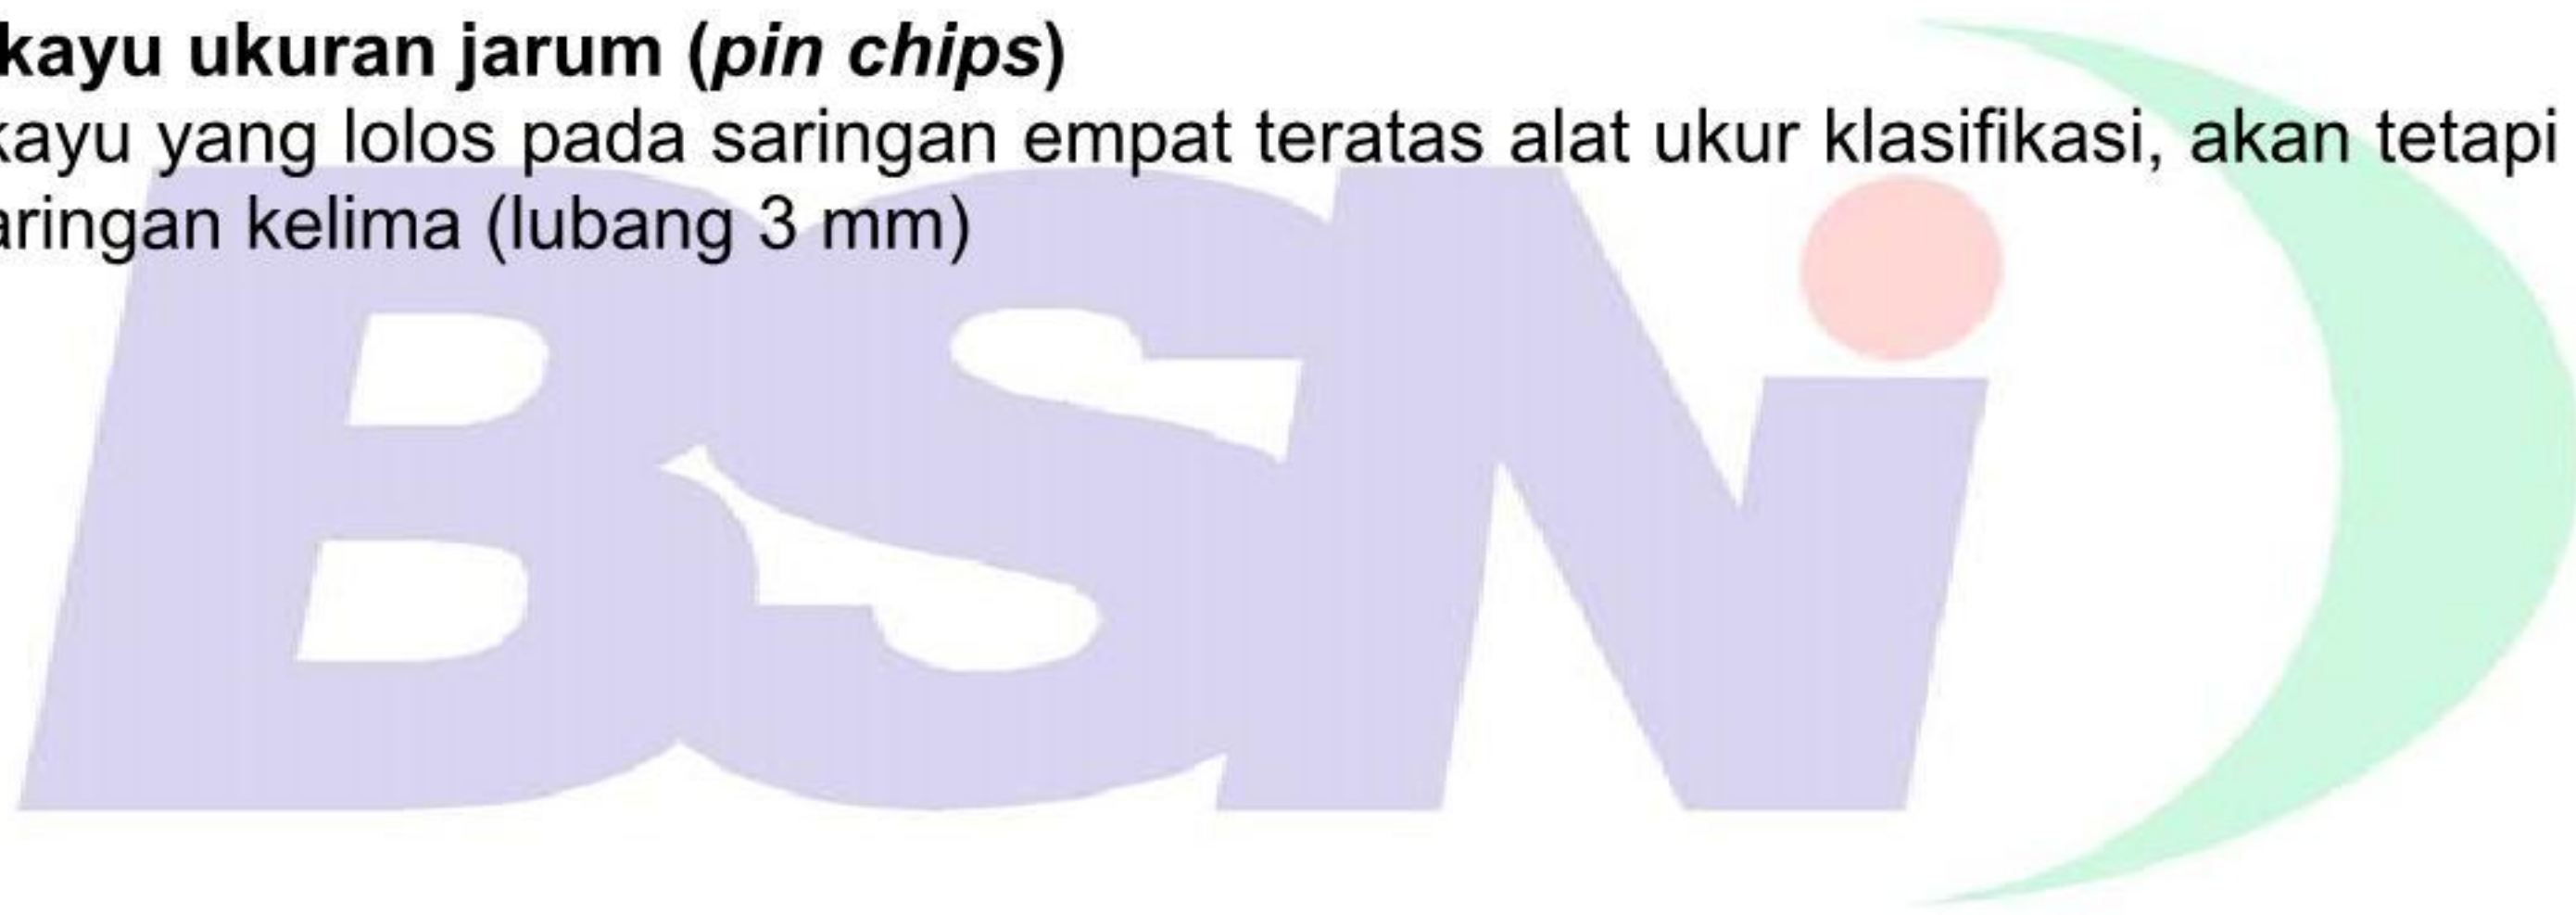 kayu ukuran jarum (pin chips)
kayu yang lolos pada saringan empat teratas alat ukur klasifikasi, akan tetapi
aringan kelima (lubang 3 mm)
BSNi